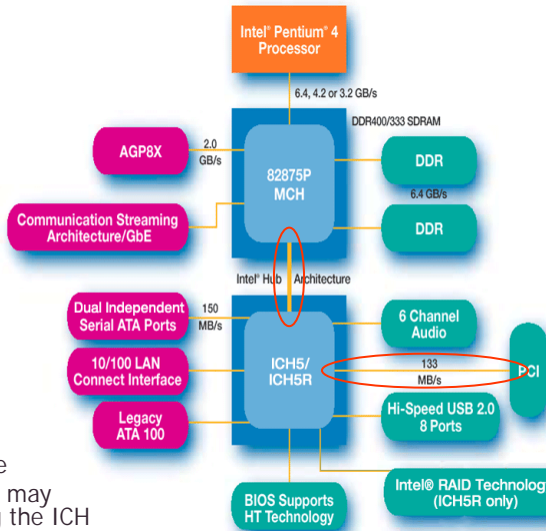 Intel® Pentium® 4
Processor
6.4, 4.2 or 3.2 GB/s
DDR400/333 SDRAM
AGP8X
2.0
GB/s
82875P
MCH
DDR
6.4 GB/s
DDR
Communication Streaming
Architecture/GbE
Intel® Hub Architecture
Dual Independent
Serial ATA Ports
150
MB/s
ICH5/
ICH5R
6 Channel
Audio
10/100 LAN
Connect Interface
133
MB/s
PCI
Legacy
ATA 100
Hi-Speed USB 2.0
8 Ports
BIOS Supports
HT Technology
Intel® RAID Technology
(ICH5R only)
may
the ICH